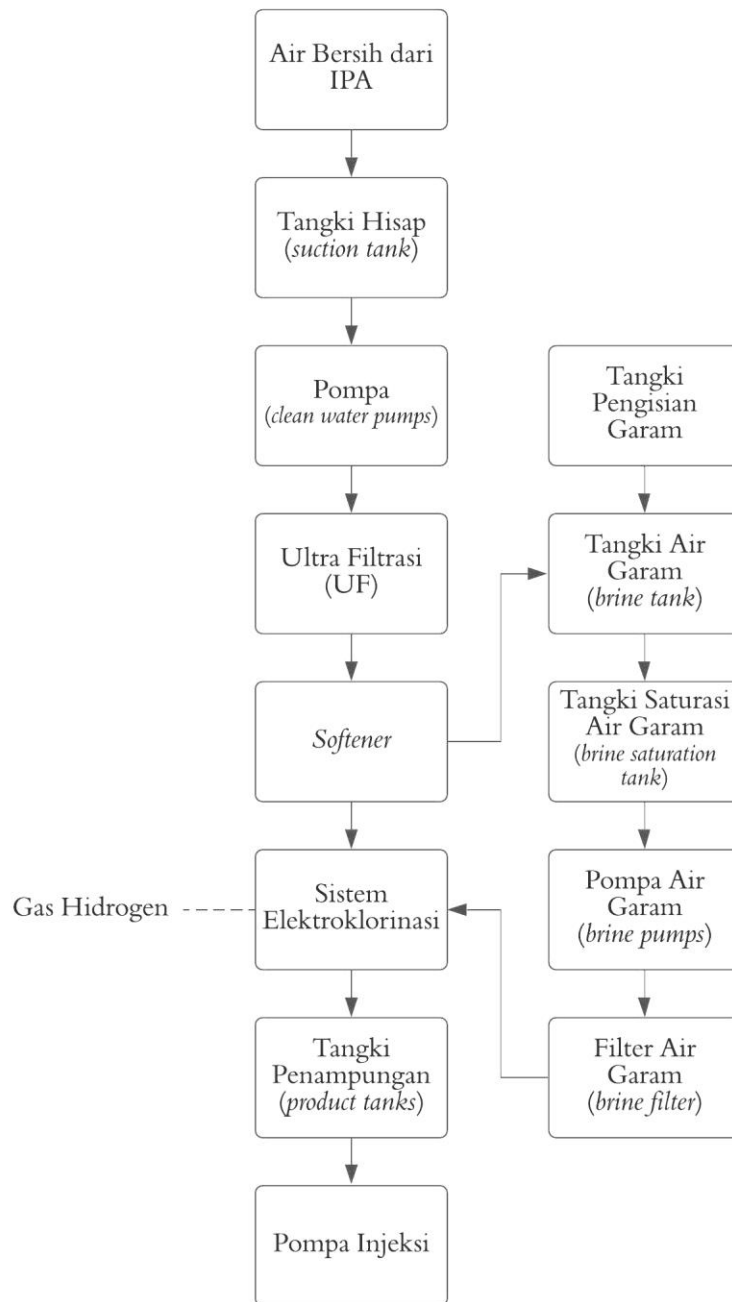 Air Bersih dari
IPA
Tangki Hisap
(suction tank)
Pompa
(clean water pumps)
Ultra Filtrasi
(UF)
Softener
Gas Hidrogen
Sistem
Elektroklorinasi
Tangki
Penampungan
(product tanks)
Pompa Injeksi
Tangki
Pengisian
Garam
Tangki Air
Garam
(brine tank)
Tangki Saturasi
Air Garam
(brine saturation
tank)
Pompa Air
Garam
(brine pumps)
Filter Air
Garam
(brine filter)